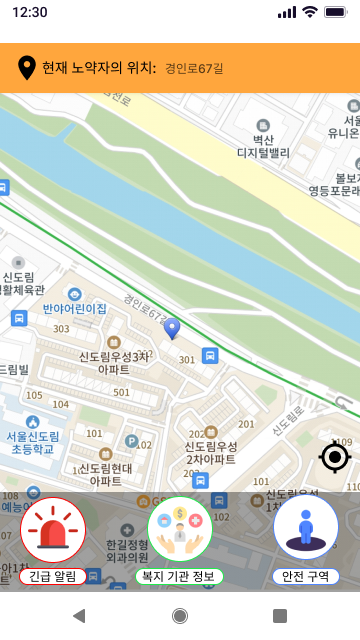 12:30
현재 노약자의 위치: 경인로67길
벽산
디지털밸리
서울
유니온
볼보
영등포문래
신도림
생활체육관
반야어린이집
경인로67길
303
신도림우성3차
아파트
301
105
104
501
201
신도림로
101
서울신도림
초등학교
P
102
202
신도림우성
2차아파트
109
신도림현대
아파트
108
예능어
GS
신도림우성
101
102
한길정형
외과의원
긴급 알림
복지 기관 정보
안전 구역